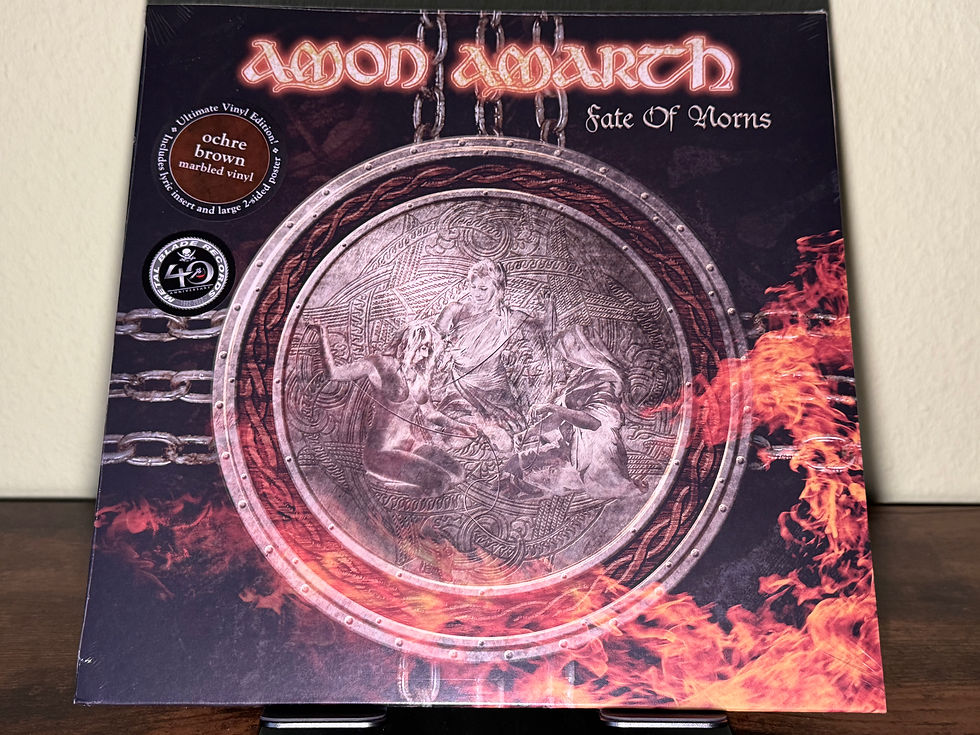 AMON AMARTH
Fate Of Norns
Ultimate Vinyl Edition!
Includes lyric insert and large 2-sided poster
ochre
brown
marbled vinyl
METAL BLADE RECORDS
40
ANNIVERSARY